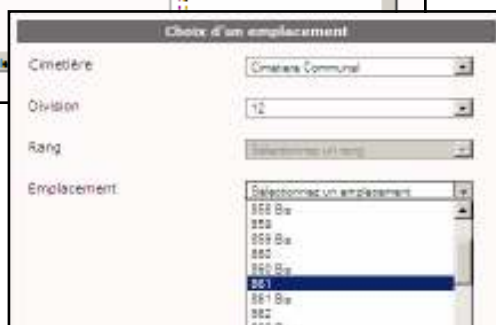 Choix d'un emplacement
Cimetière Cimetiere Communal
Division 12
Rang Sélectionnez un rang
Emplacement Sélectionnez un emplacement
858 Bis
859
859 Bis
860
860 Bis
861
861 Bis
862